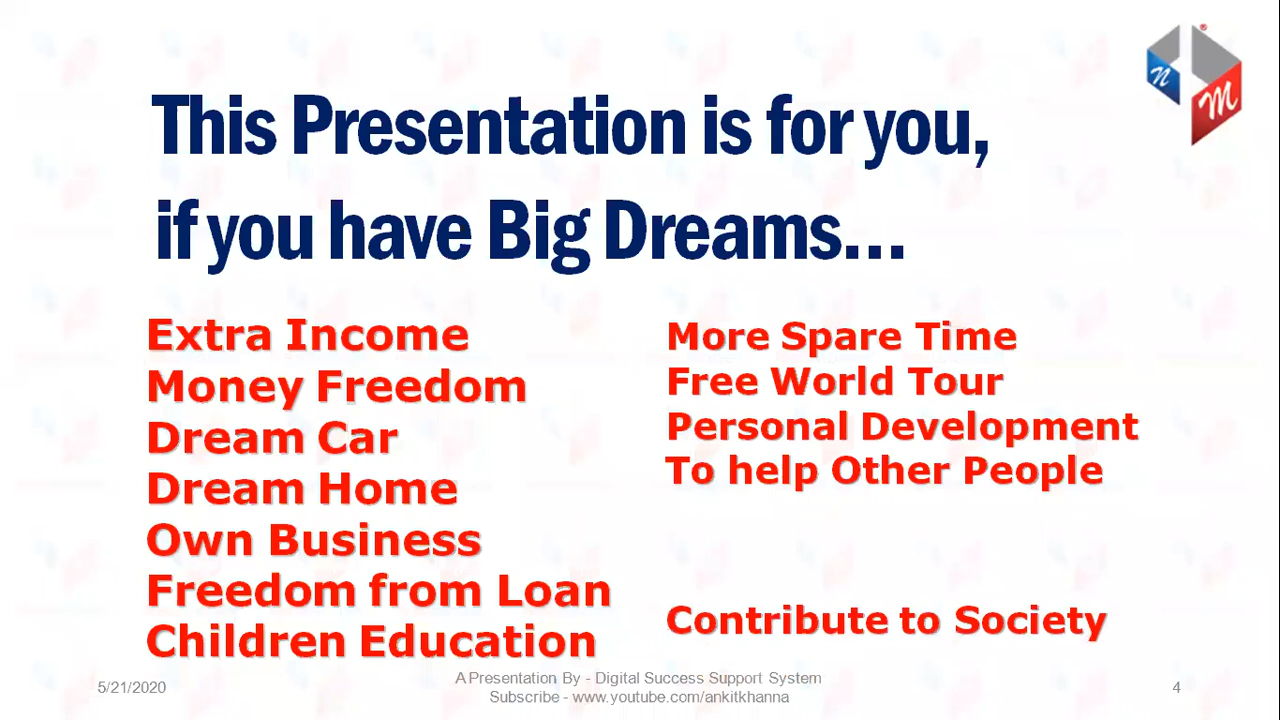 This Presentation is for you,
if you have Big Dreams...
Extra Income
Money Freedom
Dream Car
Dream Home
Own Business
Freedom from Loan
Children Education
More Spare Time
Free World Tour
Personal Development
To help Other People
Contribute to Society
n
M
®
5/21/2020
A Presentation By - Digital Success Support System
Subscribe - www.youtube.com/ankitkhanna
4